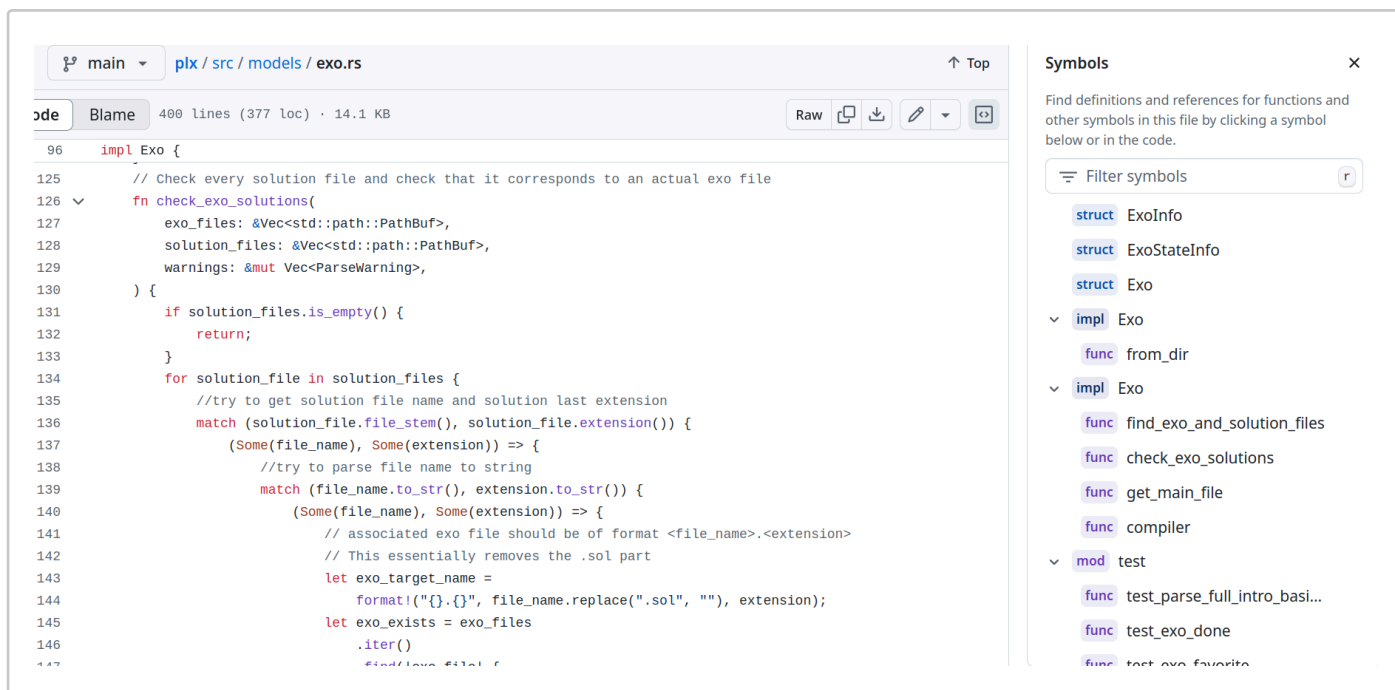 main plx / src / models / exo.rs Top
ode Blame 400 lines (377 loc) · 14.1 KB Raw
96 impl Exo {
125 // Check every solution file and check that it corresponds to an actual exo file
126 fn check_exo_solutions(
127 exo_files: &Vec<std::path::PathBuf>,
128 solution_files: &Vec<std::path::PathBuf>,
129 warnings: &mut Vec<ParseWarning>,
130 ) {
131 if solution_files.is_empty() {
132 return;
133 }
134 for solution_file in solution_files {
135 //try to get solution file name and solution last extension
136 match (solution_file.file_stem(), solution_file.extension()) {
137 (Some(file_name), Some(extension)) => {
138 //try to parse file name to string
139 match (file_name.to_str(), extension.to_str()) {
140 (Some(file_name), Some(extension)) => {
141 // associated exo file should be of format <file_name>.<extension>
142 // This essentially removes the .sol part
143 let exo_target_name =
144 format!("{}.{}", file_name.replace(".sol", ""), extension);
145 let exo_exists = exo_files
146 .iter()
147 .find(|exo_file| {
Symbols
Find definitions and references for functions and
other symbols in this file by clicking a symbol
below or in the code.
Filter symbols r
struct ExoInfo
struct ExoStateInfo
struct Exo
impl Exo
func from_dir
impl Exo
func find_exo_and_solution_files
func check_exo_solutions
func get_main_file
func compiler
mod test
func test_parse_full_intro_basi...
func test_exo_done
func test_exo_favorite